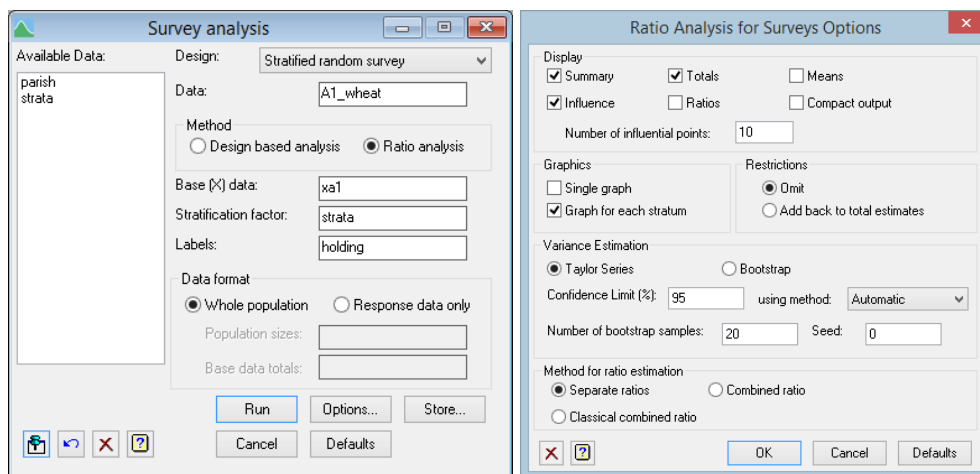 Survey analysis
Available Data:
parish
strata
Design:
Stratified random survey
Data:
A1_wheat
Method
Design based analysis
Ratio analysis
Base (X) data:
xa1
Stratification factor:
strata
Labels:
holding
Data format
Whole population
Response data only
Population sizes:
Base data totals:
Run
Options...
Store...
Cancel
Defaults
Ratio Analysis for Surveys Options
Display
Summary
Totals
Means
Influence
Ratios
Compact output
Number of influential points:
10
Graphics
Single graph
Graph for each stratum
Restrictions
Omit
Add back to total estimates
Variance Estimation
Taylor Series
Bootstrap
Confidence Limit (%):
95
using method:
Automatic
Number of bootstrap samples:
20
Seed:
0
Method for ratio estimation
Separate ratios
Combined ratio
Classical combined ratio
OK
Cancel
Defaults